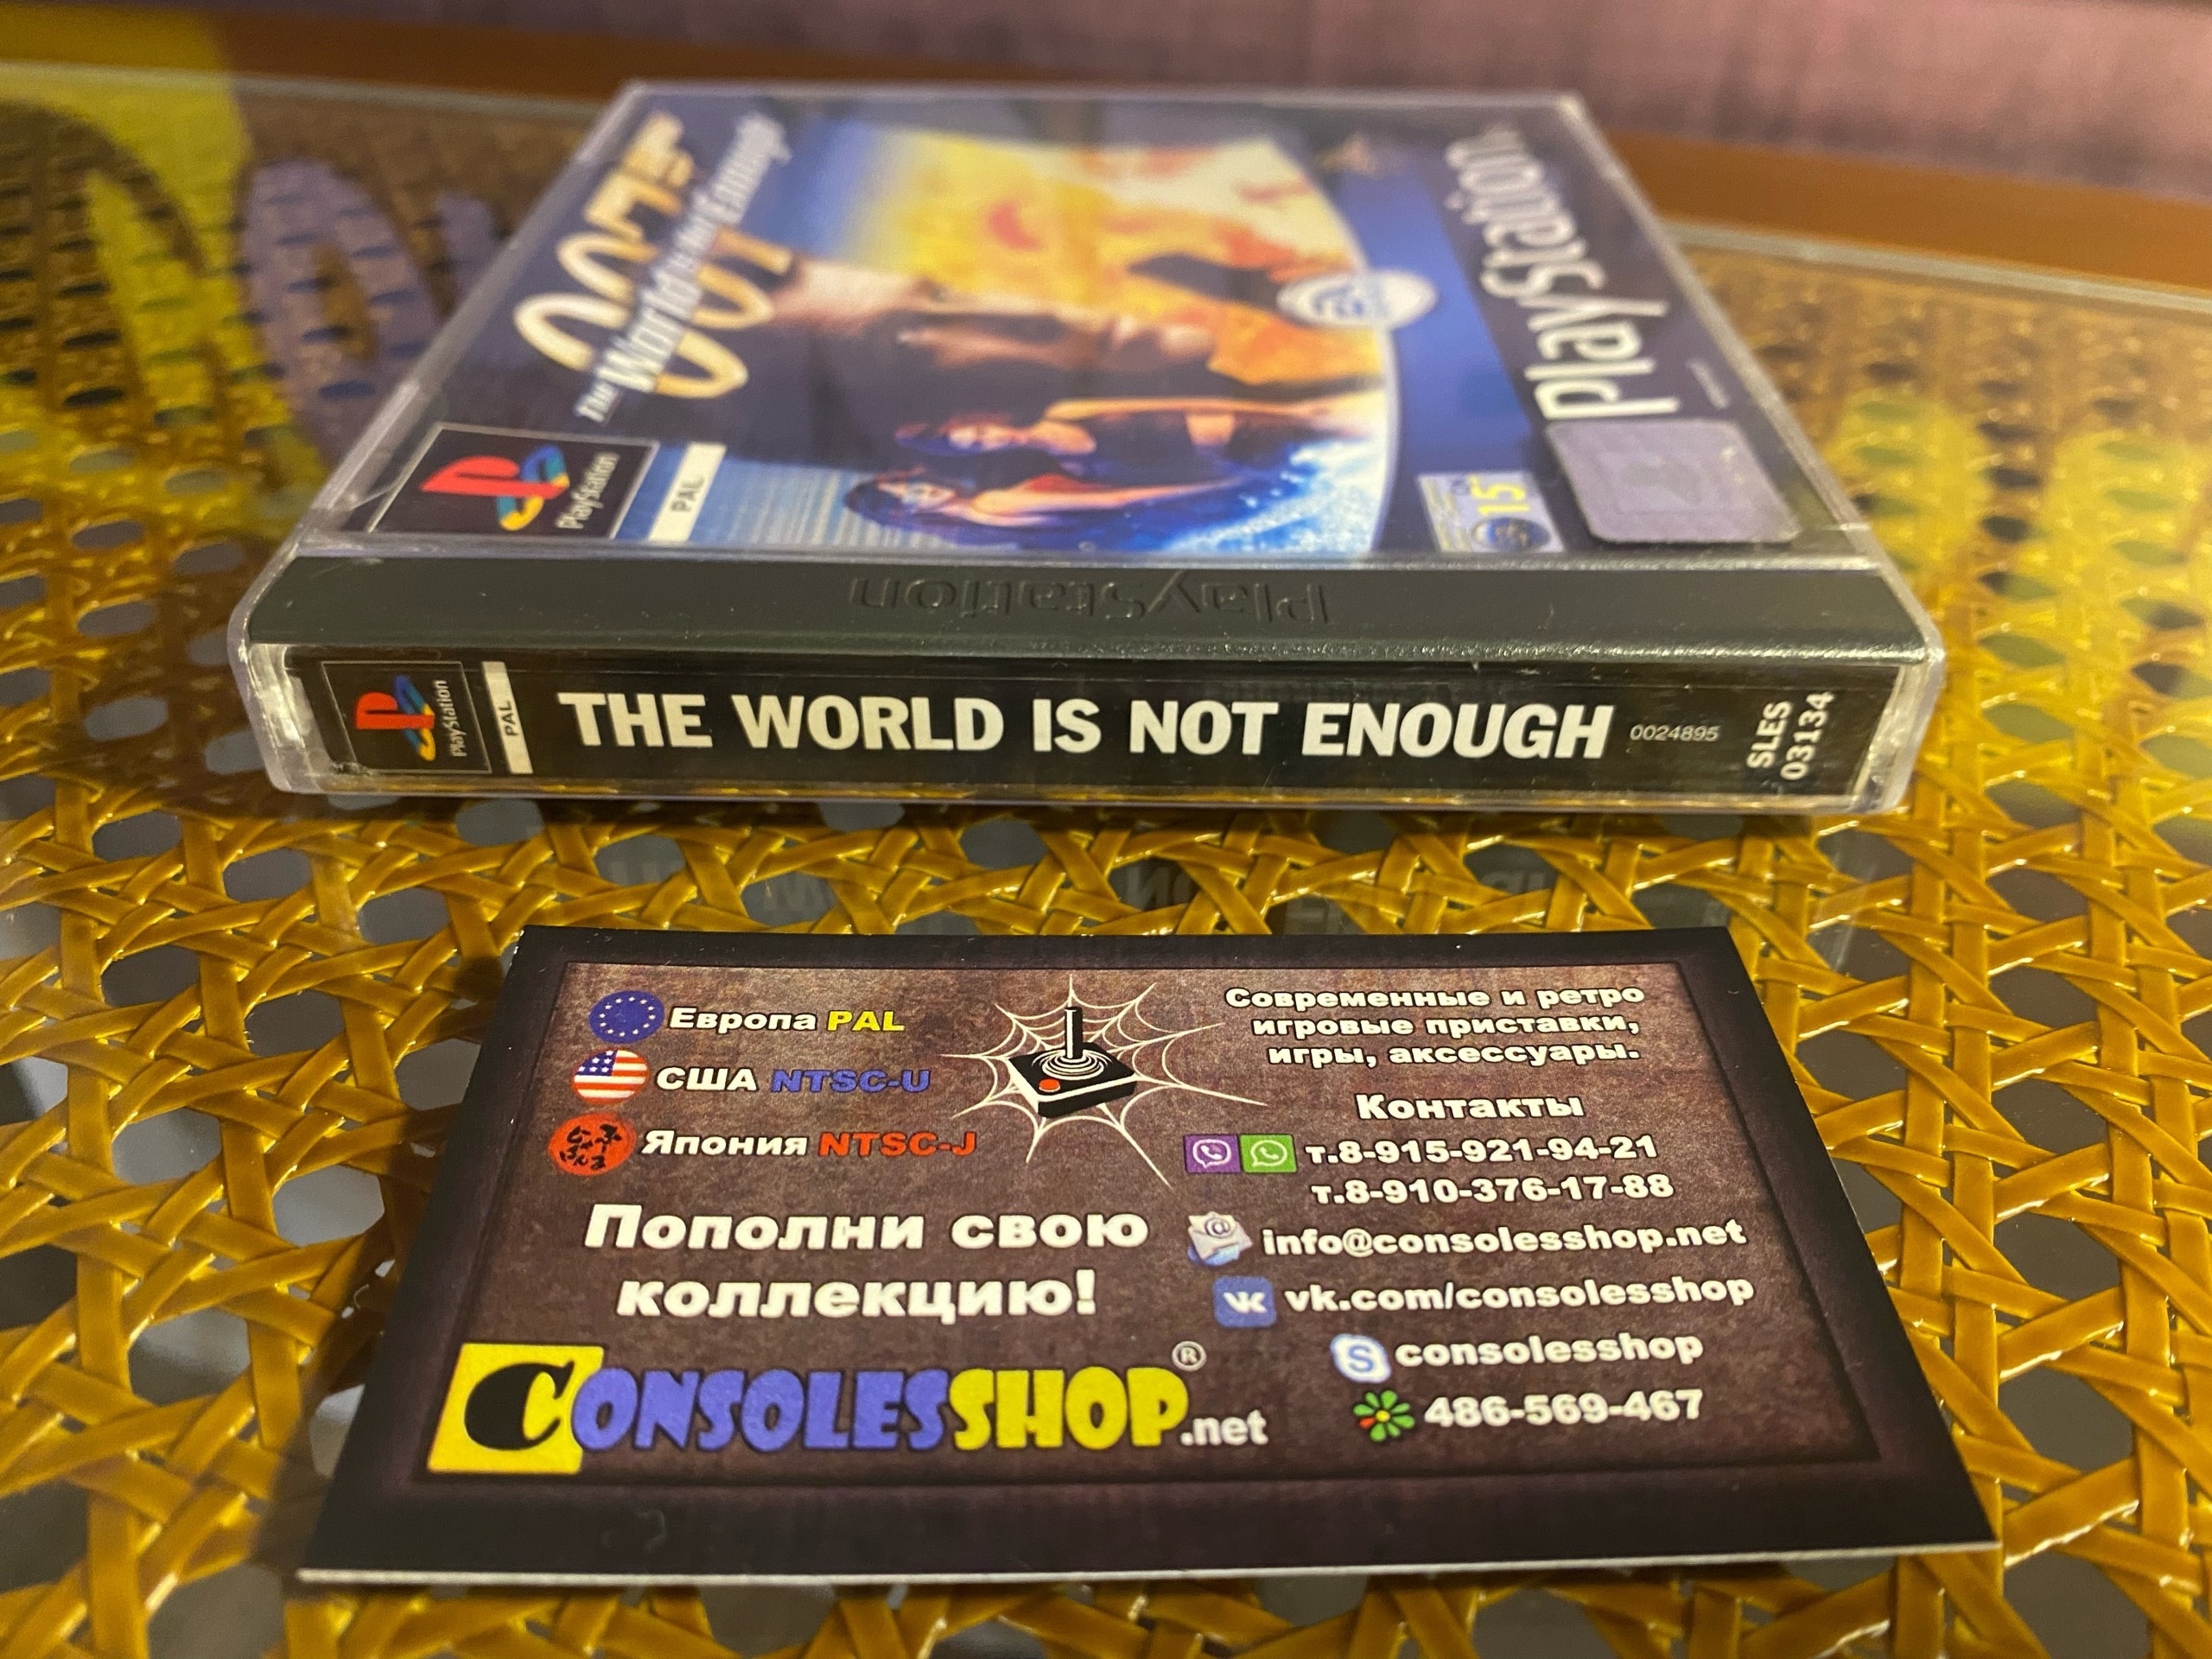 007
The World is Not Enough
PlayStation
PlayStation
PAL
15
PlayStation
PlayStation
PAL
THE WORLD IS NOT ENOUGH
0024895
SLES
03134
Европа PAL
США NTSC-U
Япония NTSC-J
Пополни свою
коллекцию!
CONSOLESSHOP.net
®
Современные и ретро
игровые приставки,
игры, аксессуары.
Контакты
т.8-915-921-94-21
т.8-910-376-17-88
info@consolesshop.net
vk.com/consolesshop
consolesshop
486-569-467